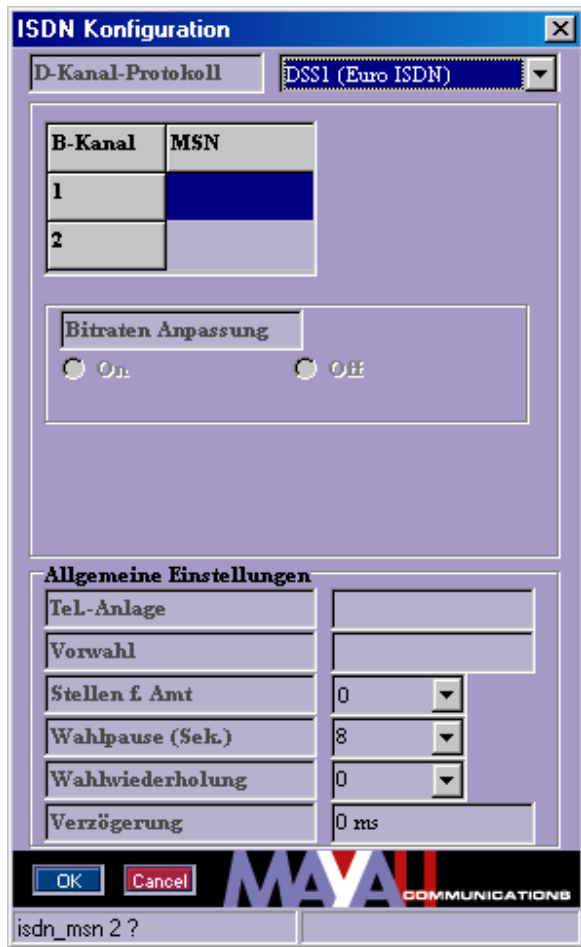 ISDN Konfiguration
D-Kanal-Protokoll DSS1 (Euro ISDN)
B-Kanal MSN
1
2
Bitraten Anpassung
On Off
Allgemeine Einstellungen
Tel.-Anlage
Vorwahl
Stellen f. Amt 0
Wahlpause (Sek.) 8
Wahlwiederholung 0
Verzögerung 0 ms
OK Cancel MAYAH COMMUNICATIONS
isdn_msn 2 ?